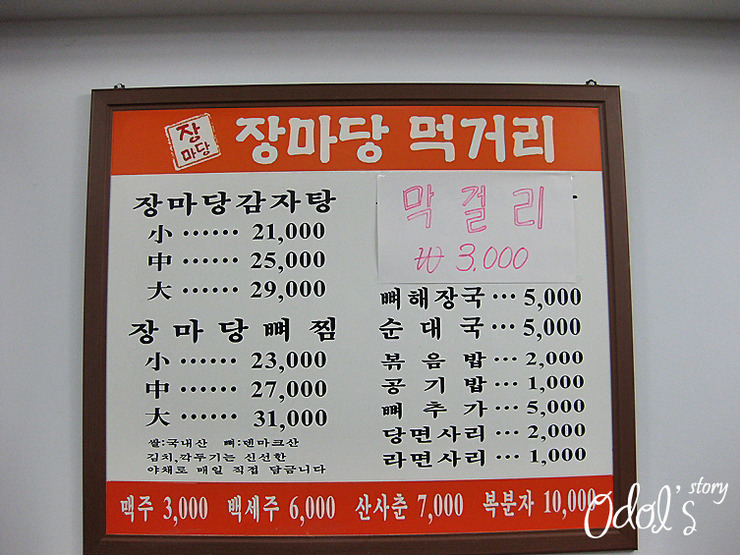 장
마당
장마당 먹거리
장마당감자탕
小 ······ 21,000
中 ······ 25,000
大 ······ 29,000
장마당뼈찜
小 ······ 23,000
中 ······ 27,000
大 ······ 31,000
쌀:국내산 뼈:덴마크산
김치,깍두기는 신선한
야채로 매일 직접 담금니다
막걸리
₩ 3.000
뼈해장국 ··· 5,000
순대국 ··· 5,000
볶음밥 ··· 2,000
공기밥 ··· 1,000
뼈추가 ··· 5,000
당면사리 ··· 2,000
라면사리 ··· 1,000
맥주 3,000 백세주 6,000 산사춘 7,000 복분자 10,000
Odol's story